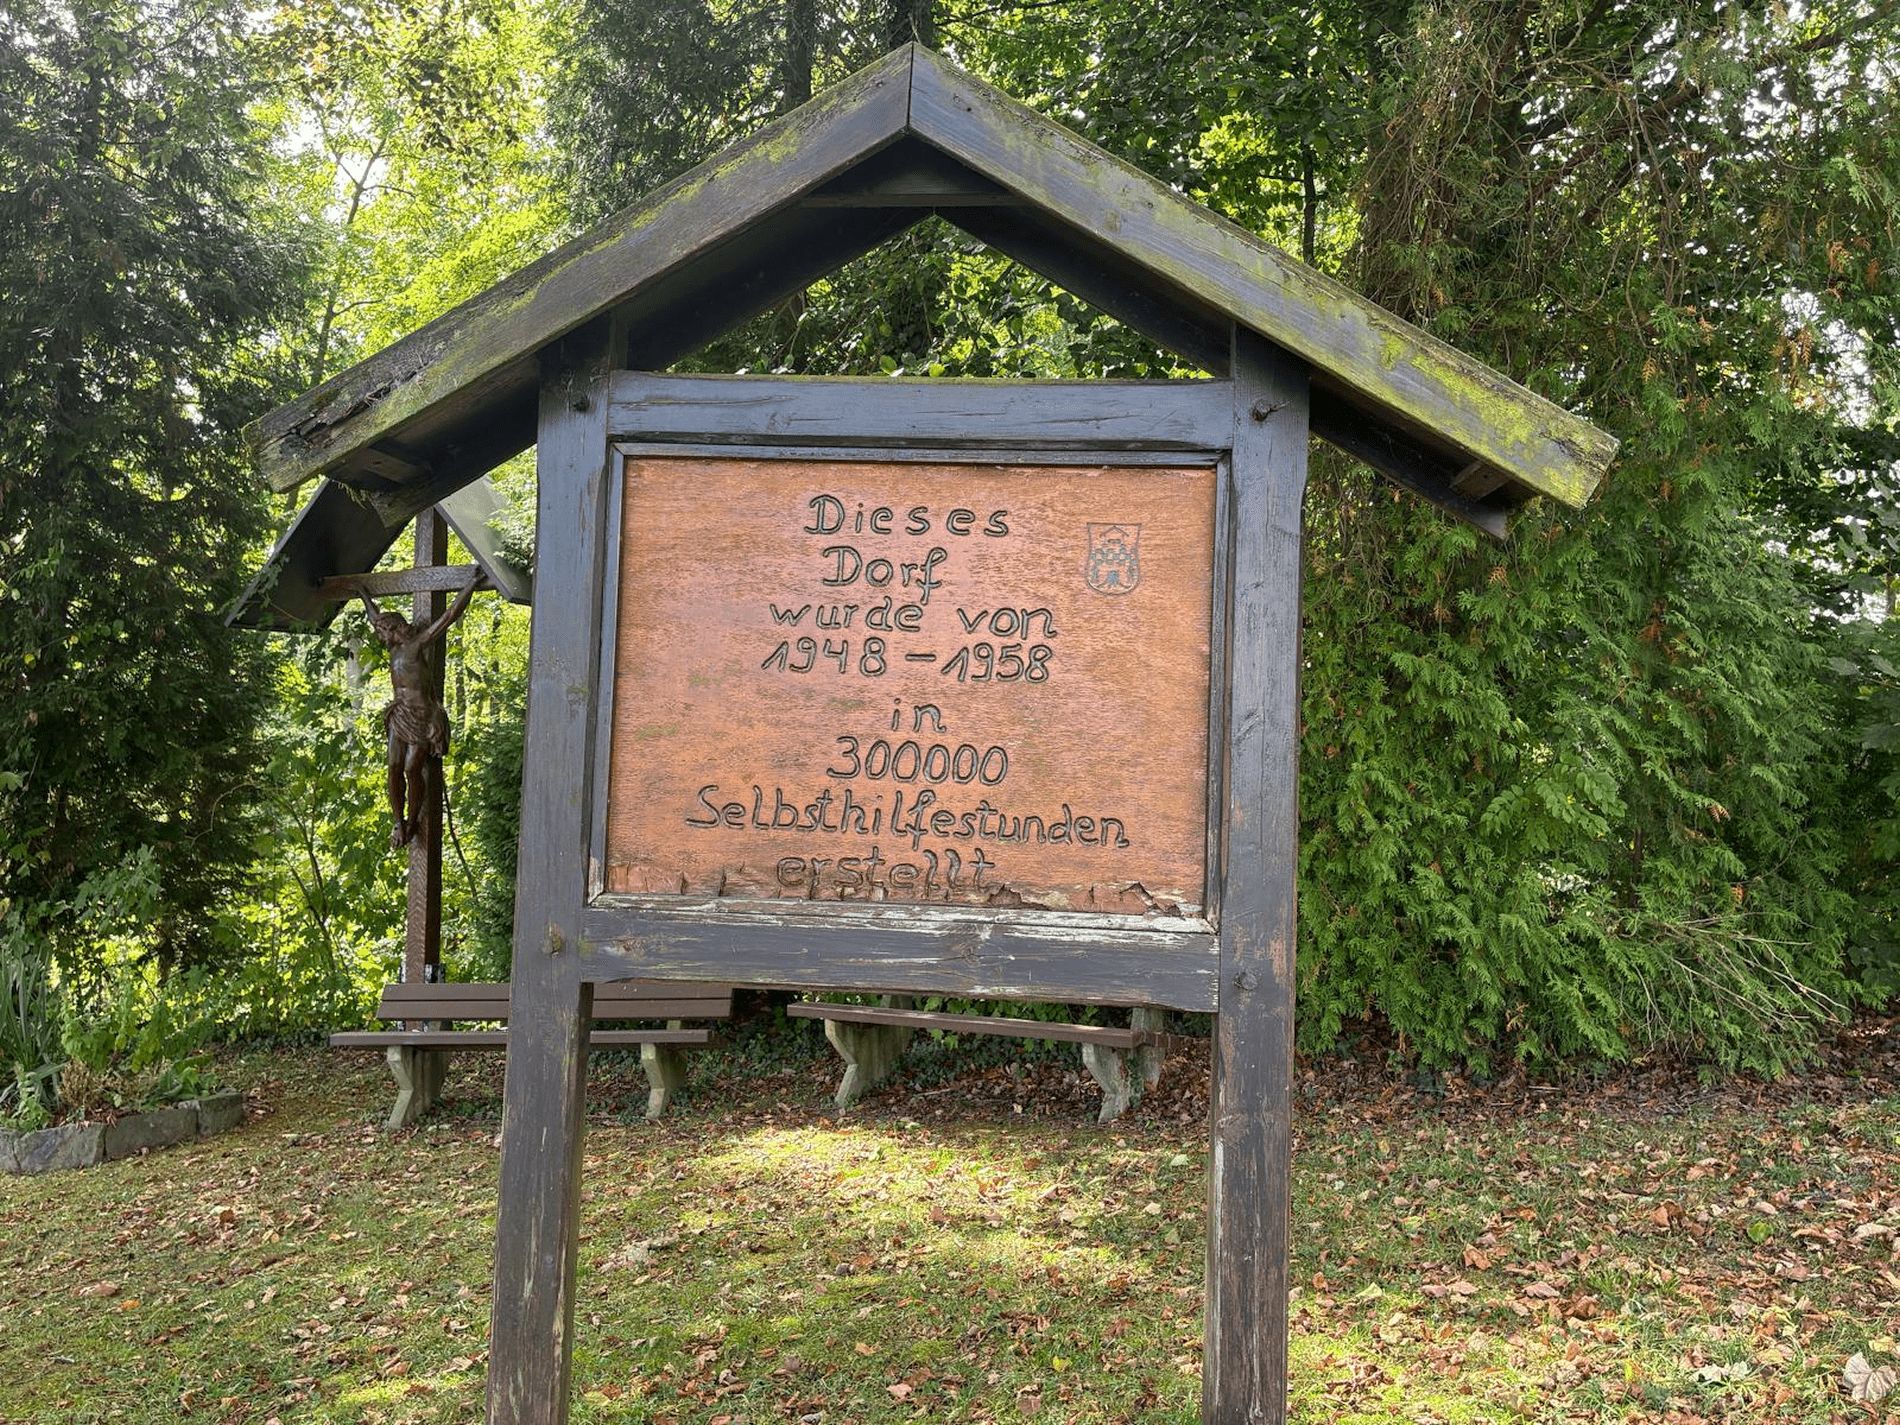 Dieses
Dorf
wurde von
1948-1958
in
300000
Selbsthilfestunden
erstellt